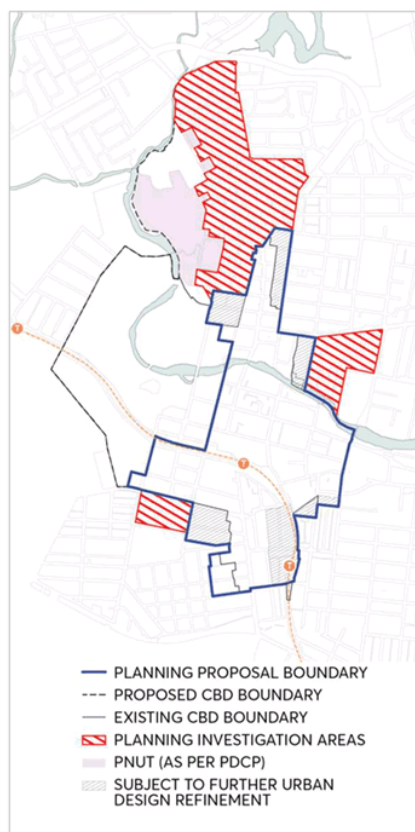 T
T
T
PLANNING PROPOSAL BOUNDARY
PROPOSED CBD BOUNDARY
EXISTING CBD BOUNDARY
PLANNING INVESTIGATION AREAS
PNUT (AS PER PDCP)
SUBJECT TO FURTHER URBAN
DESIGN REFINEMENT